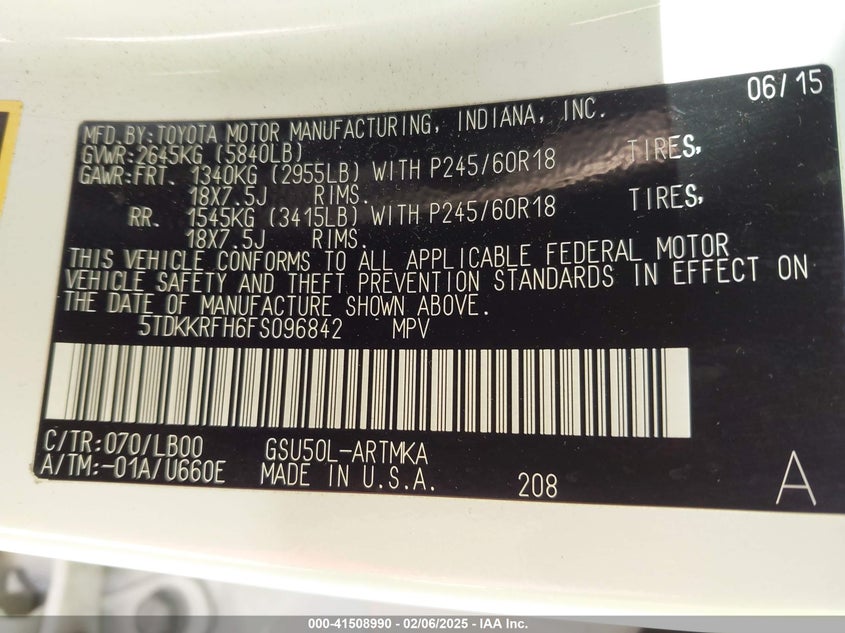 06/15
MFD.BY:TOYOTA MOTOR MANUFACTURING, INDIANA, INC.
GVWR:2645KG (5840LB)
GAWR:FRT. 1340KG (2955LB) WITH P245/60R18 TIRES,
18X7.5J RIMS.
RR. 1545KG (3415LB) WITH P245/60R18 TIRES,
18X7.5J RIMS.
THIS VEHICLE CONFORMS TO ALL APPLICABLE FEDERAL MOTOR
VEHICLE SAFETY AND THEFT PREVENTION STANDARDS IN EFFECT ON
THE DATE OF MANUFACTURE SHOWN ABOVE.
5TDKKRFH6FS096842 MPV
C/TR:070/LB00 GSU50L-ARTMKA
A/TM:-01A/U660E MADE IN U.S.A. 208 A
000-41508990 - 02/06/2025 - IAA Inc.